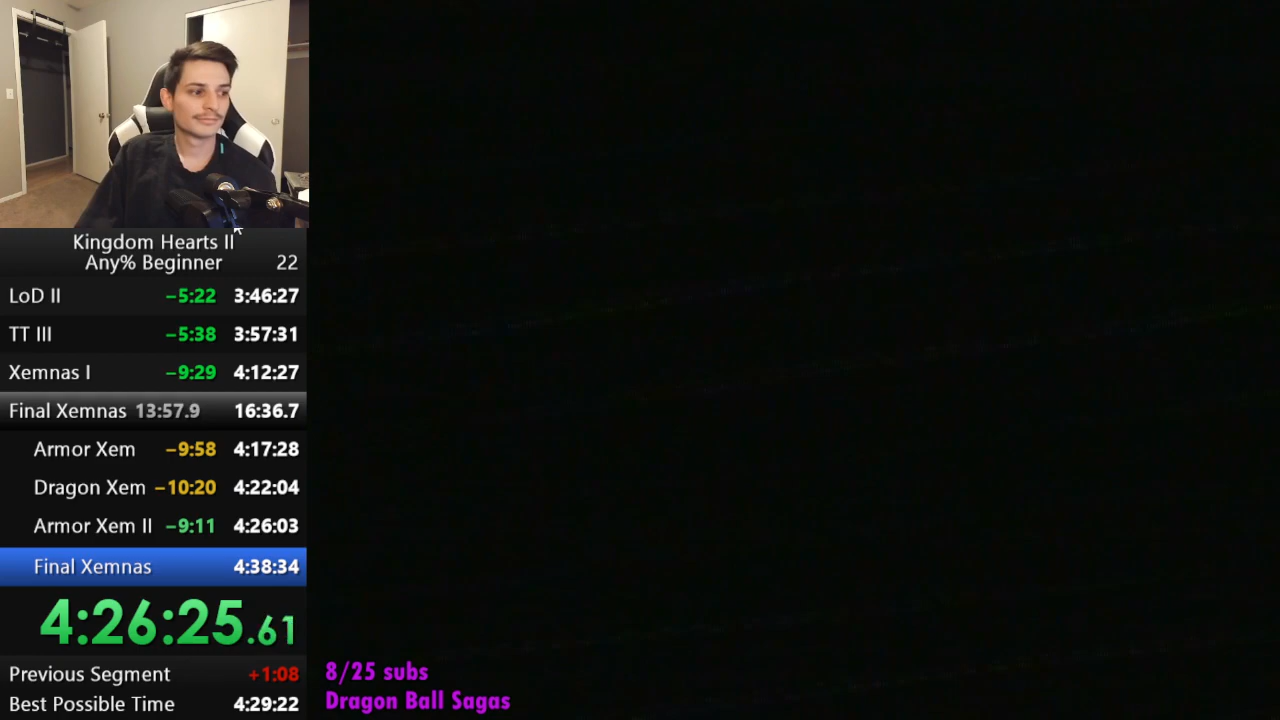 Kingdom Hearts II
Any% Beginner 22
LoD II -5:22 3:46:27
TT III -5:38 3:57:31
Xemnas I -9:29 4:12:27
Final Xemnas 13:57.9 16:36.7
Armor Xem -9:58 4:17:28
Dragon Xem -10:20 4:22:04
Armor Xem II -9:11 4:26:03
Final Xemnas 4:38:34
4:26:25.61
Previous Segment +1:08
Best Possible Time 4:29:22
8/25 subs
Dragon Ball Sagas